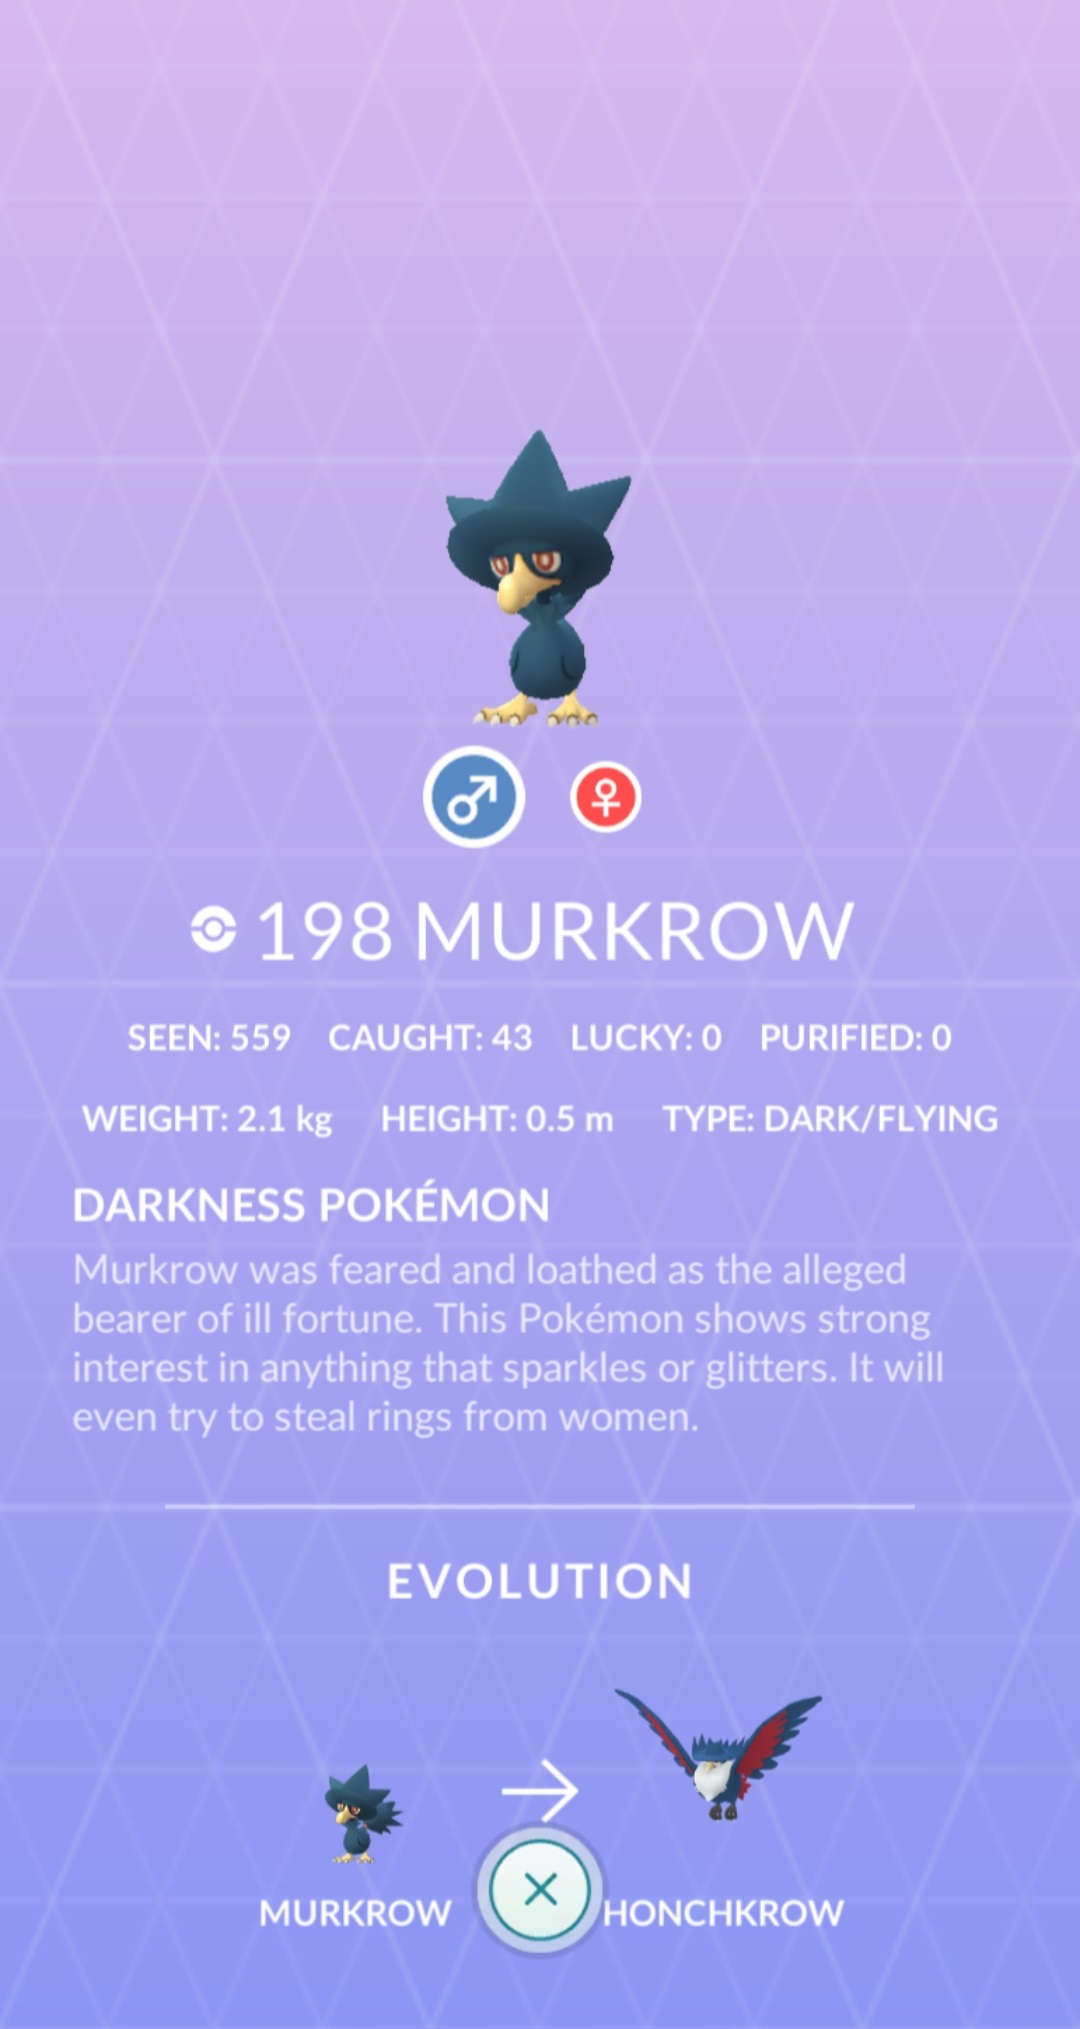 198 MURKROW
SEEN: 559 CAUGHT: 43 LUCKY: 0 PURIFIED: 0
WEIGHT: 2.1 kg HEIGHT: 0.5 m TYPE: DARK/FLYING
DARKNESS POKÉMON
Murkrow was feared and loathed as the alleged
bearer of ill fortune. This Pokémon shows strong
interest in anything that sparkles or glitters. It will
even try to steal rings from women.
EVOLUTION
MURKROW HONCHKROW